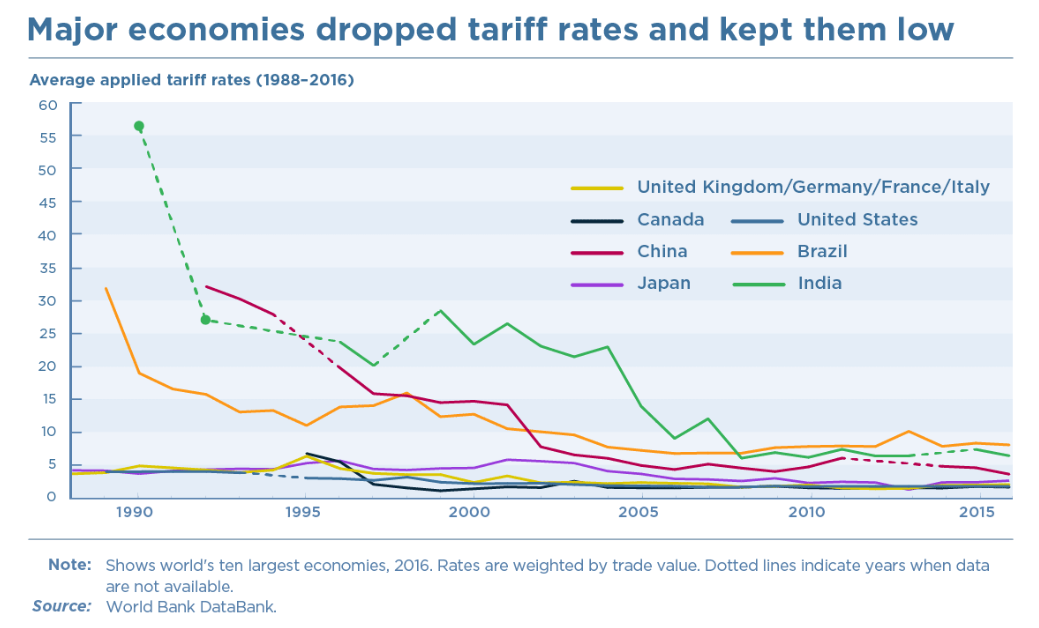 Major economies dropped tariff rates and kept them low
Average applied tariff rates (1988–2016)
60
55
50
45
40
35
30
25
20
15
10
5
0
United Kingdom/Germany/France/Italy
Canada United States
China Brazil
Japan India
1990 1995 2000 2005 2010 2015
Note: Shows world's ten largest economies, 2016. Rates are weighted by trade value. Dotted lines indicate years when data
are not available.
Source: World Bank DataBank.